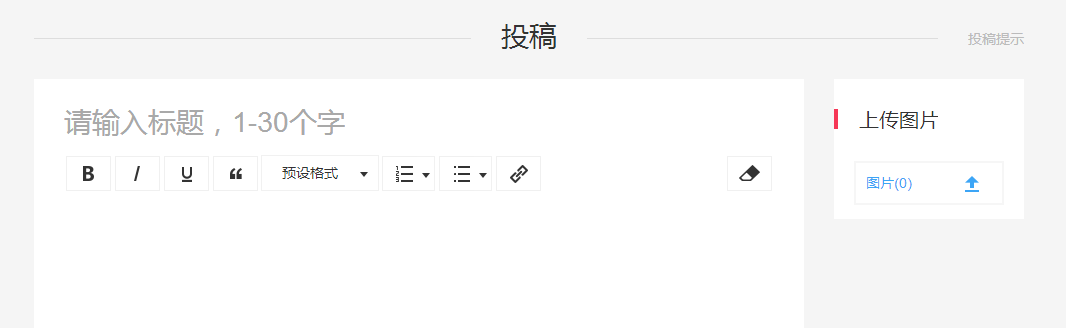 投稿
投稿提示
请输入标题，1-30个字
B I U “ 预设格式
上传图片
图片(0)